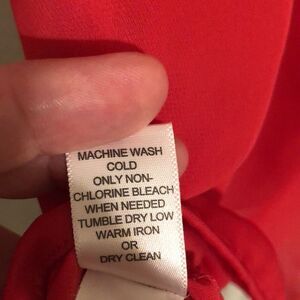 MACHINE WASH
COLD
ONLY NON-
CHLORINE BLEACH
WHEN NEEDED
TUMBLE DRY LOW
WARM IRON
OR
DRY CLEAN